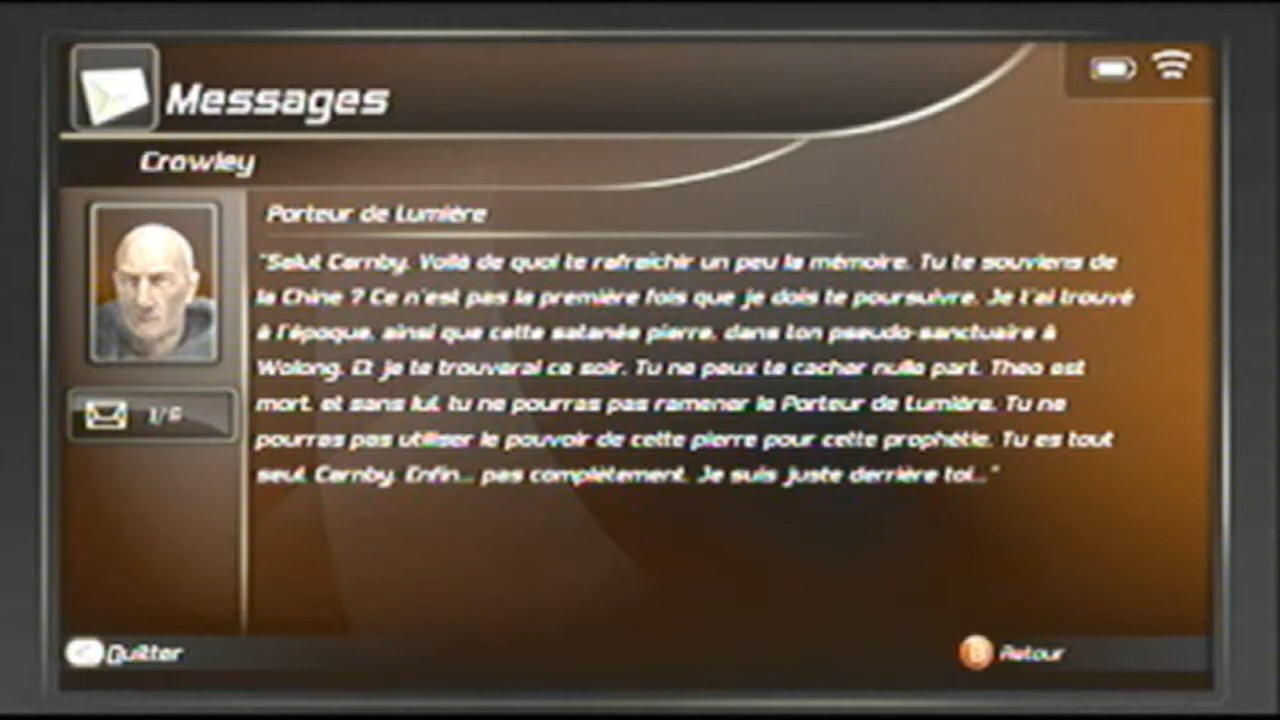 Messages
Crowley
Porteur de Lumière
"Salut Carnby. Voilà de quoi te rafraichir un peu la mémoire. Tu te souviens de
la Chine ? Ce n'est pas la première fois que je dois te poursuivre. Je t'ai trouvé
à l'époque, ainsi que cette satanée pierre, dans ton pseudo-sanctuaire à
Wolong. Et je te trouverai ce soir. Tu ne peux te cacher nulle part. Theo est
mort, et sans lui, tu ne pourras pas ramener le Porteur de Lumière. Tu ne
pourras pas utiliser le pouvoir de cette pierre pour cette prophétie. Tu es tout
seul, Carnby. Enfin... pas complètement. Je suis juste derrière toi..."
Quitter
B Retour